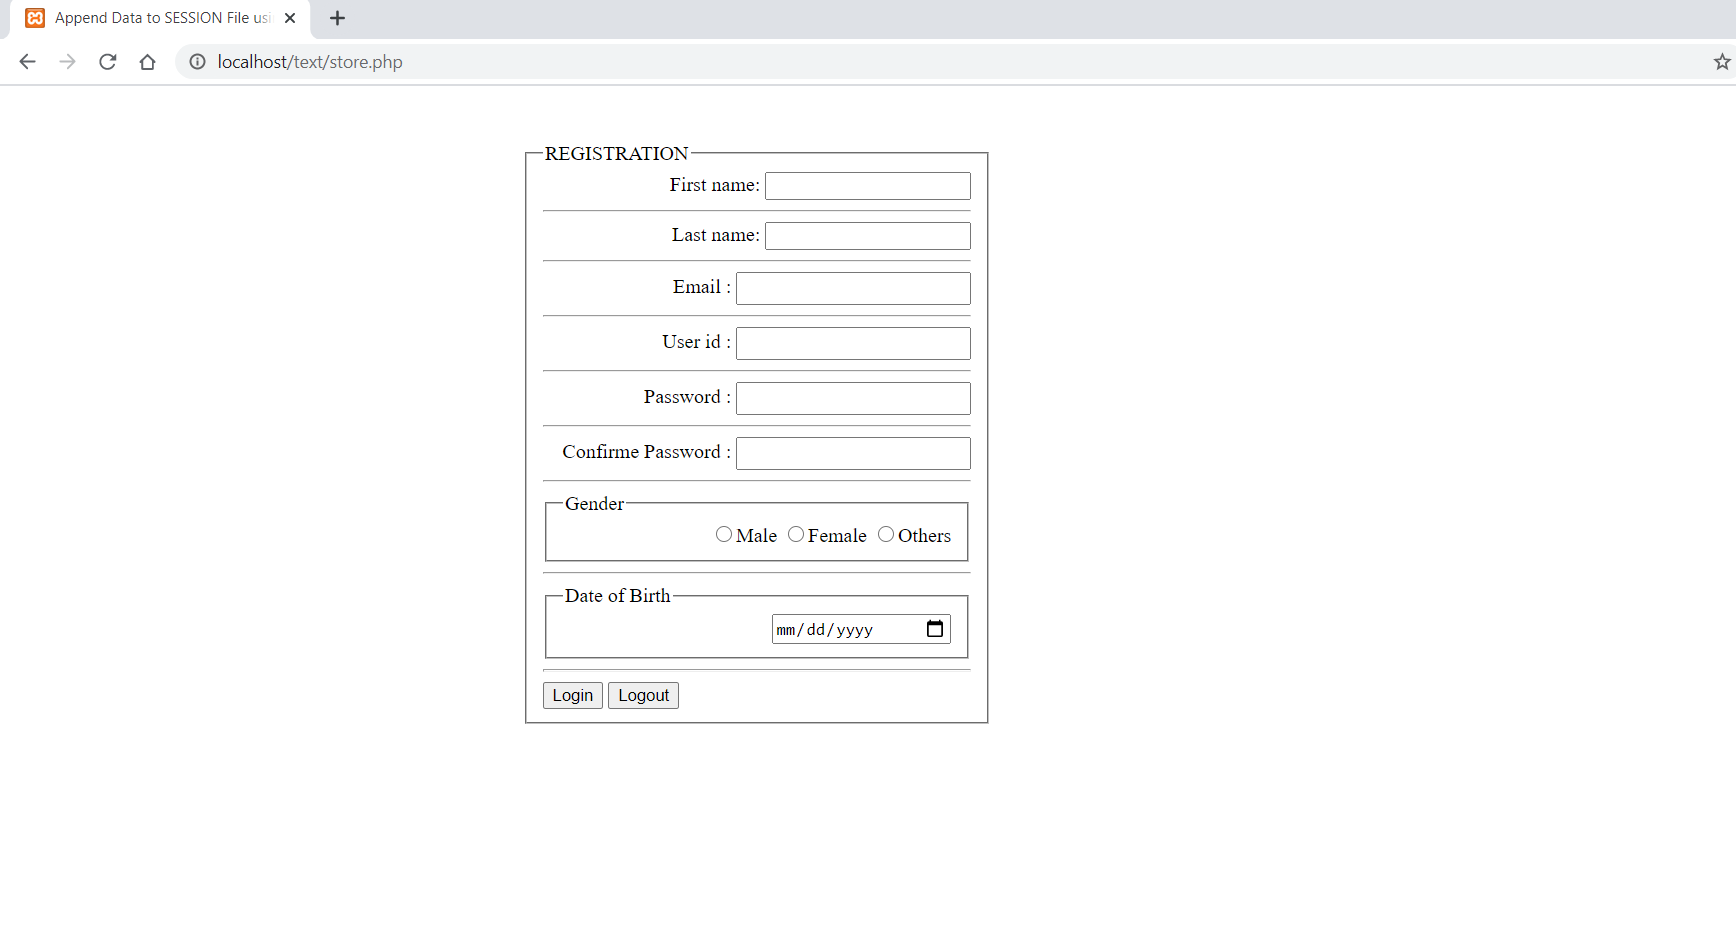 Append Data to SESSION File usi
localhost/text/store.php
REGISTRATION
First name:
Last name:
Email :
User id :
Password :
Confirme Password :
Gender
Male Female Others
Date of Birth
mm/dd/yyyy
Login Logout